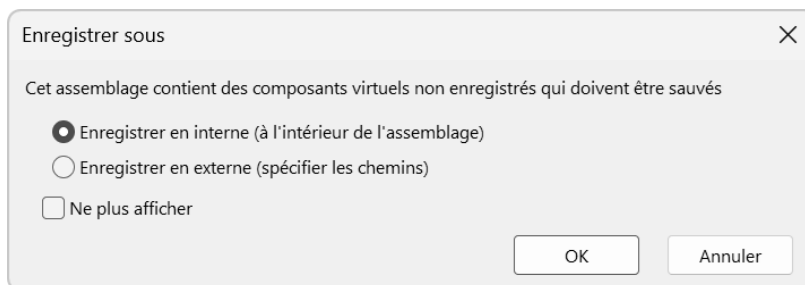 Enregistrer sous
Cet assemblage contient des composants virtuels non enregistrés qui doivent être sauvés
Enregistrer en interne (à l'intérieur de l'assemblage)
Enregistrer en externe (spécifier les chemins)
Ne plus afficher
OK Annuler